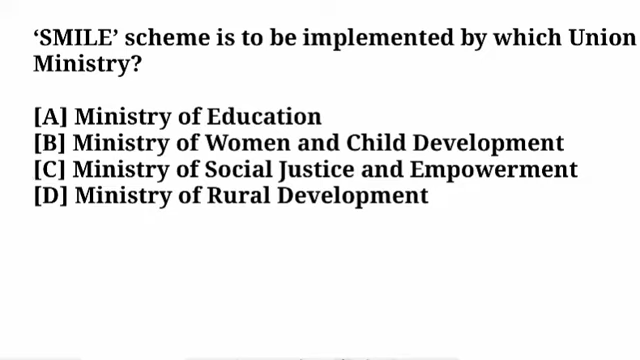 ‘SMILE’ scheme is to be implemented by which Union
Ministry?
[A] Ministry of Education
[B] Ministry of Women and Child Development
[C] Ministry of Social Justice and Empowerment
[D] Ministry of Rural Development